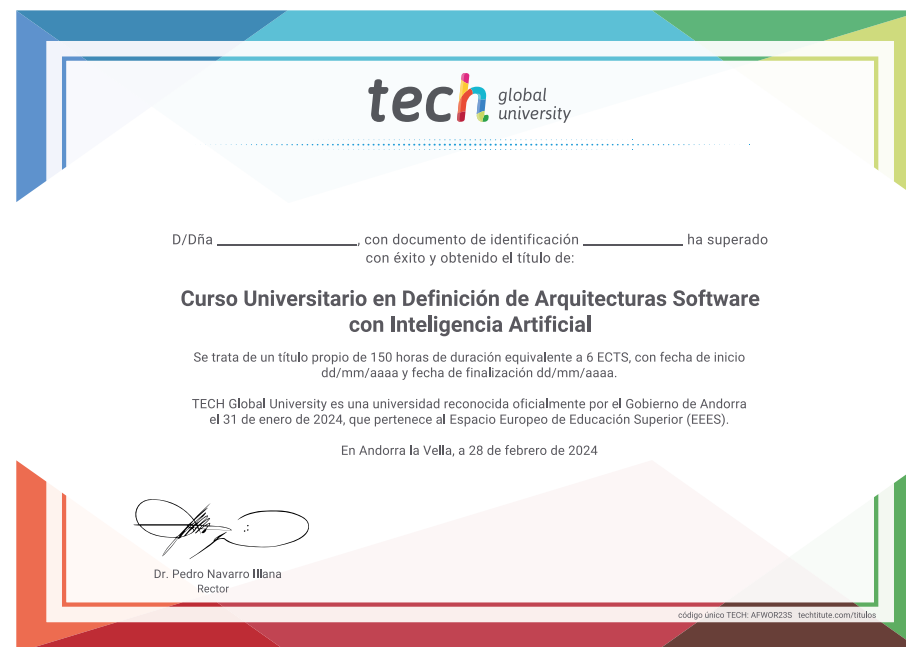 tech global
university
D/Dña ____________________, con documento de identificación ______________ ha superado
con éxito y obtenido el título de:
Curso Universitario en Definición de Arquitecturas Software
con Inteligencia Artificial
Se trata de un título propio de 150 horas de duración equivalente a 6 ECTS, con fecha de inicio
dd/mm/aaaa y fecha de finalización dd/mm/aaaa.
TECH Global University es una universidad reconocida oficialmente por el Gobierno de Andorra
el 31 de enero de 2024, que pertenece al Espacio Europeo de Educación Superior (EEES).
En Andorra la Vella, a 28 de febrero de 2024
Dr. Pedro Navarro Illana
Rector
código único TECH: AFWOR23S techtitute.com/titulos